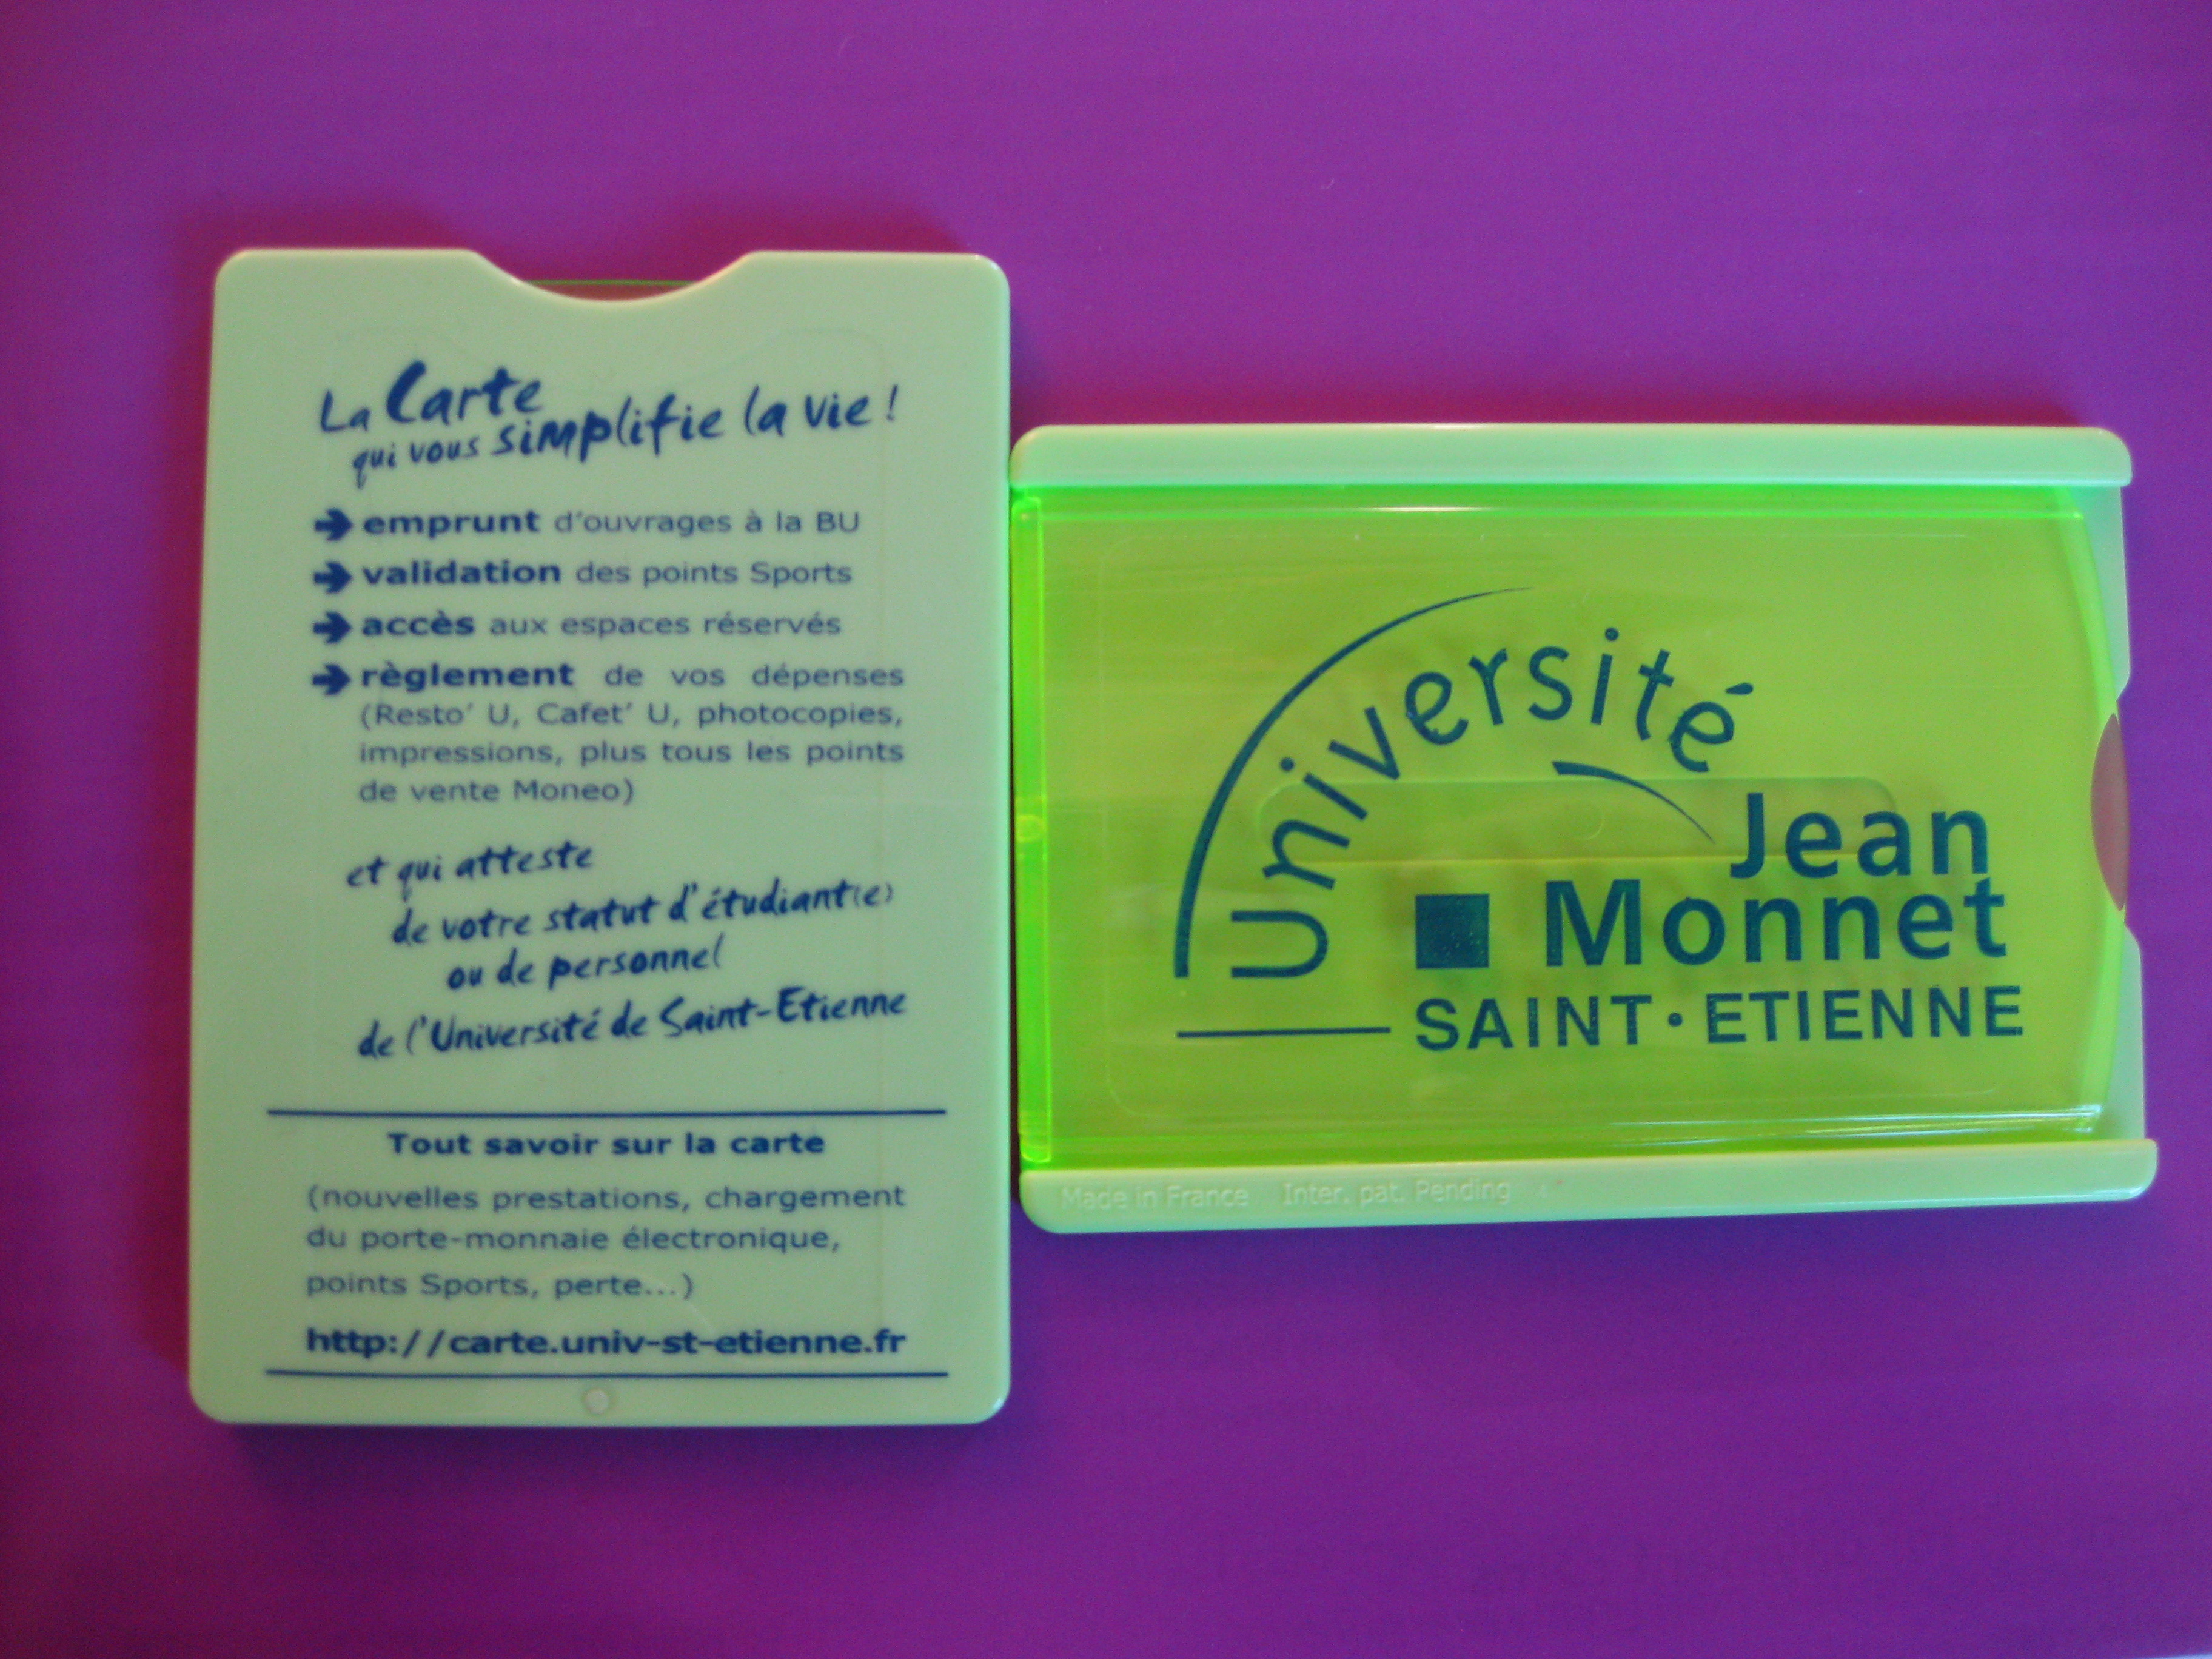 La Carte
qui vous simplifie la vie !
emprunt d'ouvrages à la BU
validation des points Sports
accès aux espaces réservés
règlement de vos dépenses
(Resto' U, Cafet' U, photocopies,
impressions, plus tous les points
de vente Moneo)
et qui atteste
de votre statut d'étudiant(e)
ou de personnel
de l'Université de Saint-Etienne
Tout savoir sur la carte
(nouvelles prestations, chargement
du porte-monnaie électronique,
points Sports, perte...)
http://carte.univ-st-etienne.fr
Université
Jean
Monnet
SAINT·ETIENNE
Made in France Inter. pat. Pending 4